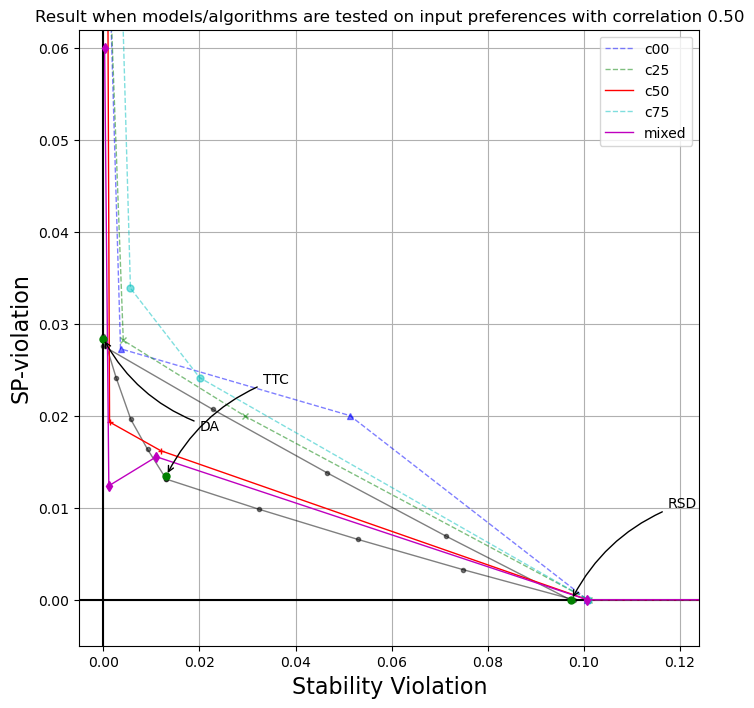 Result when models/algorithms are tested on input preferences with correlation 0.50
c00
c25
c50
c75
mixed
0.06
0.05
0.04
0.03
0.02
0.01
0.00
SP-violation
TTC
DA
RSD
0.00 0.02 0.04 0.06 0.08 0.10 0.12
Stability Violation